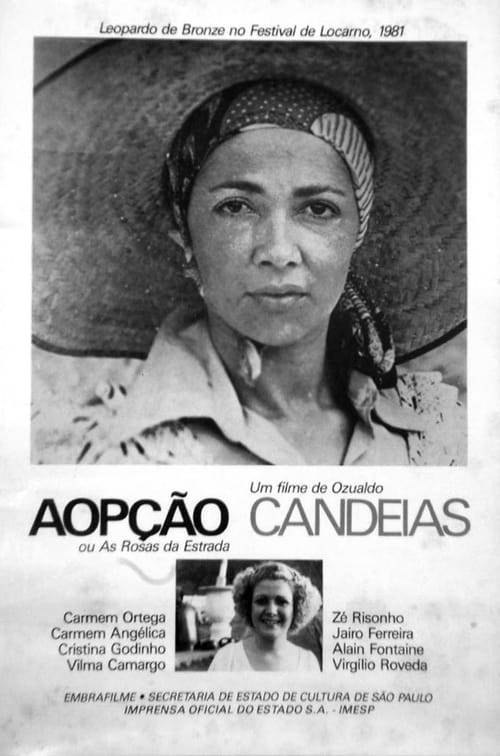 Leopardo de Bronze no Festival de Locarno, 1981
Um filme de Ozualdo
AOPÇÃO CANDEIAS
ou As Rosas da Estrada
Carmem Ortega
Carmem Angélica
Cristina Godinho
Vilma Camargo
Zé Risonho
Jairo Ferreira
Alain Fontaine
Virgílio Roveda
EMBRAFILME • SECRETARIA DE ESTADO DE CULTURA DE SÃO PAULO
IMPRENSA OFICIAL DO ESTADO S.A. - IMESP